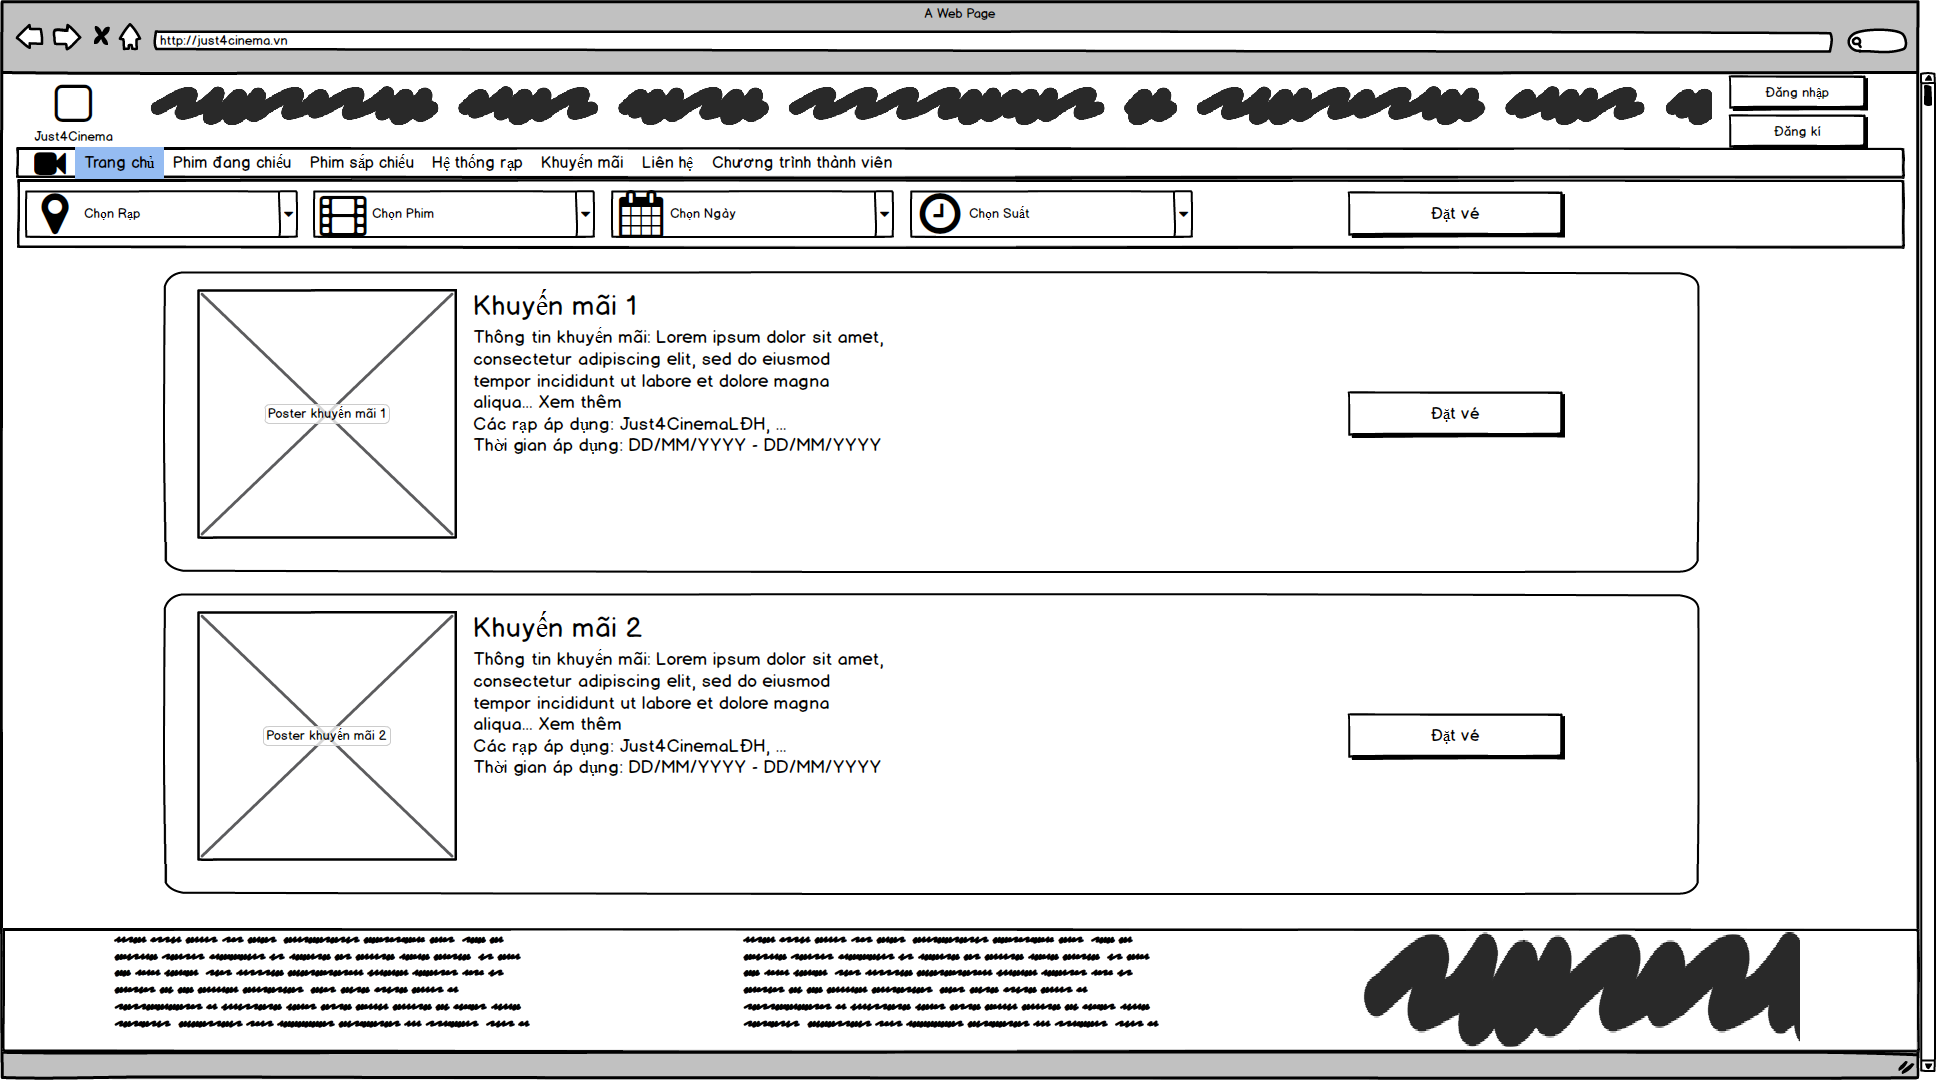 A Web Page
http://just4cinema.vn
Just4Cinema
Đăng nhập
Đăng kí
Trang chủ Phim đang chiếu Phim sắp chiếu Hệ thống rạp Khuyến mãi Liên hệ Chương trình thành viên
Chọn Rạp Chọn Phim Chọn Ngày Chọn Suất Đặt vé
Khuyến mãi 1
Thông tin khuyến mãi: Lorem ipsum dolor sit amet,
consectetur adipiscing elit, sed do eiusmod
tempor incididunt ut labore et dolore magna
aliqua... Xem thêm
Các rạp áp dụng: Just4CinemaLĐH, ...
Thời gian áp dụng: DD/MM/YYYY - DD/MM/YYYY
Poster khuyến mãi 1
Đặt vé
Khuyến mãi 2
Thông tin khuyến mãi: Lorem ipsum dolor sit amet,
consectetur adipiscing elit, sed do eiusmod
tempor incididunt ut labore et dolore magna
aliqua... Xem thêm
Các rạp áp dụng: Just4CinemaLĐH, ...
Thời gian áp dụng: DD/MM/YYYY - DD/MM/YYYY
Poster khuyến mãi 2
Đặt vé